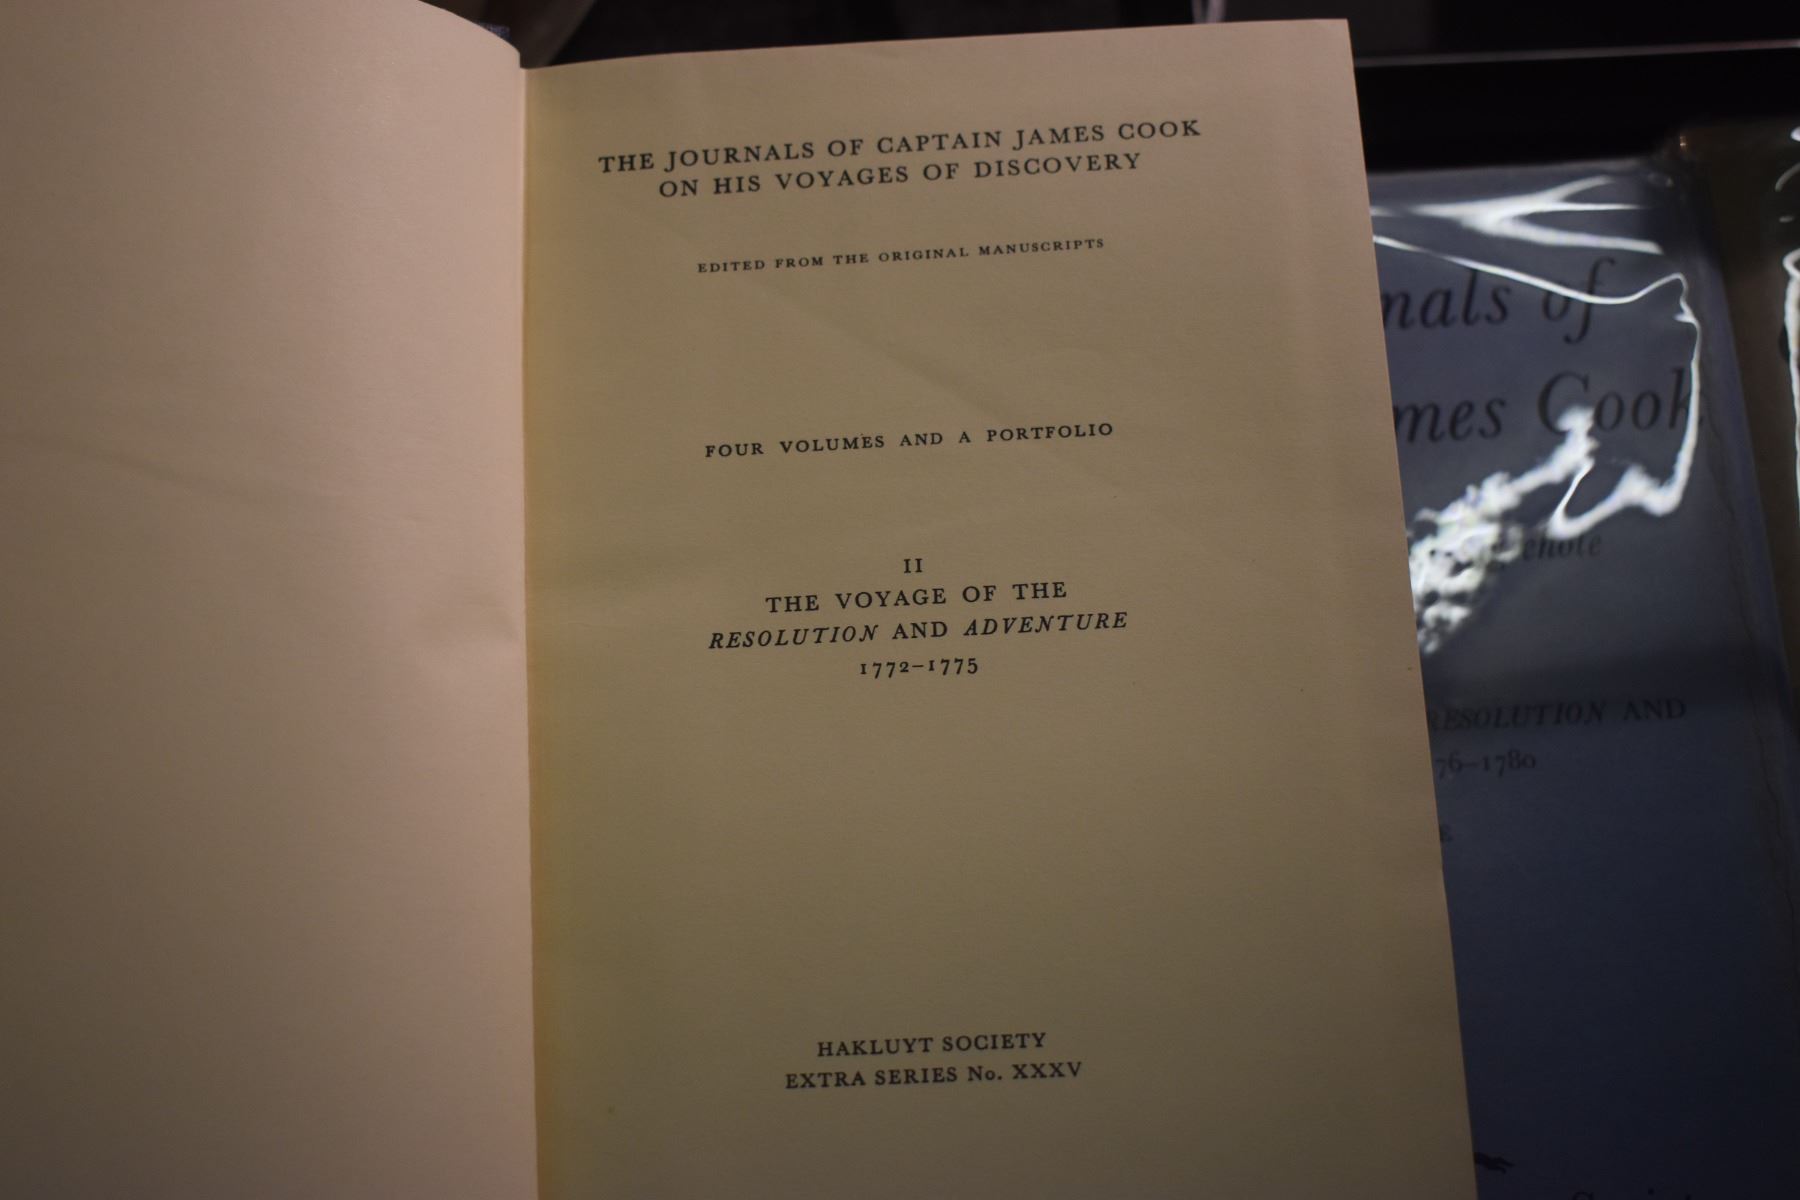 THE JOURNALS OF CAPTAIN JAMES COOK
ON HIS VOYAGES OF DISCOVERY
EDITED FROM THE ORIGINAL MANUSCRIPTS
FOUR VOLUMES AND A PORTFOLIO
II
THE VOYAGE OF THE
RESOLUTION AND ADVENTURE
1772–1775
HAKLUYT SOCIETY
EXTRA SERIES No. XXXV
nals of
mes Cook
RESOLUTION AND
76–1780